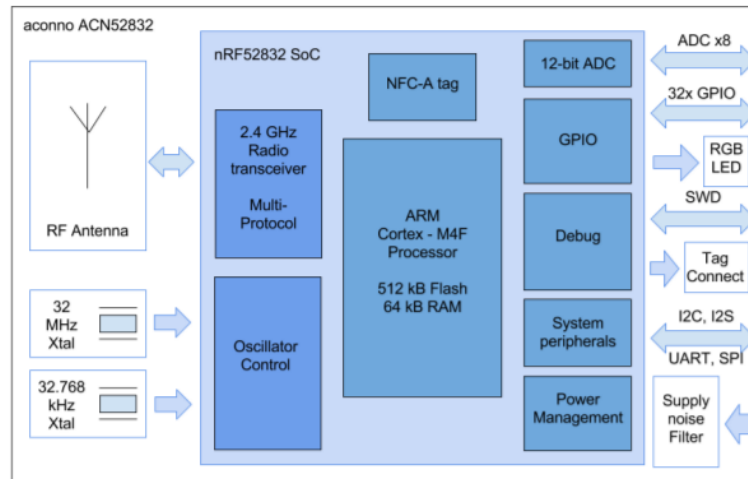 aconno ACN52832
nRF52832 SoC
RF Antenna
32
MHz
Xtal
32.768
kHz
Xtal
2.4 GHz
Radio
transceiver
Multi-
Protocol
Oscillator
Control
NFC-A tag
ARM
Cortex - M4F
Processor
512 kB Flash
64 kB RAM
12-bit ADC
GPIO
Debug
System
peripherals
Power
Management
ADC x8
32x GPIO
RGB
LED
SWD
Tag
Connect
I2C, I2S
UART, SPI
Supply
noise
Filter